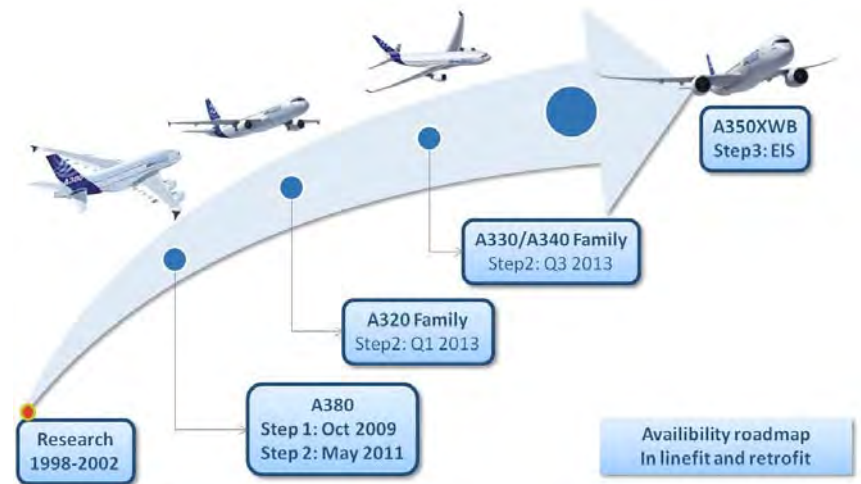 A380
A350XWB
Step3: EIS
A330/A340 Family
Step2: Q3 2013
A320 Family
Step2: Q1 2013
A380
Step 1: Oct 2009
Step 2: May 2011
Research
1998-2002
Availibility roadmap
In linefit and retrofit